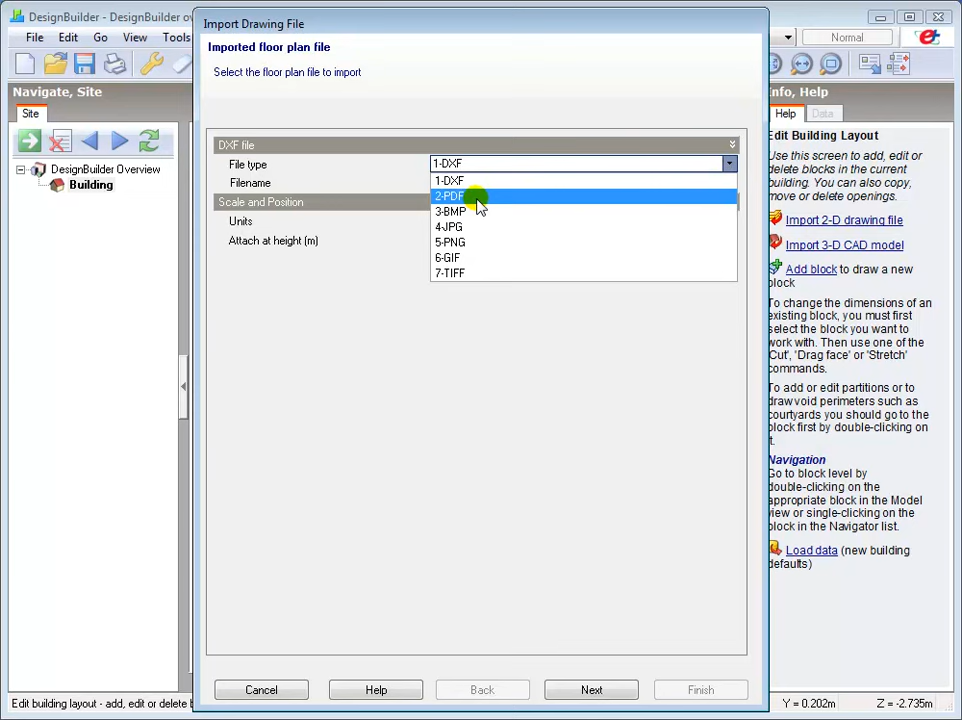 DesignBuilder - DesignBuilder ov
Import Drawing File
File Edit Go View Tools
Normal
Imported floor plan file
Select the floor plan file to import
Navigate, Site
Site
DesignBuilder Overview
Building
DXF file
File type
1-DXF
Filename
Scale and Position
Units
Attach at height (m)
1-DXF
2-PDF
3-BMP
4-JPG
5-PNG
6-GIF
7-TIFF
Cancel
Help
Back
Next
Finish
Info, Help
Help Data
Edit Building Layout
Use this screen to add, edit or
delete blocks in the current
building. You can also copy,
move or delete openings.
Import 2-D drawing file
Import 3-D CAD model
Add block to draw a new
block
To change the dimensions of an
existing block, you must first
select the block you want to
work with. Then use one of the
'Cut', 'Drag face' or 'Stretch'
commands.
To add or edit partitions or to
draw void perimeters such as
courtyards you should go to the
block first by double-clicking on
it.
Navigation
Go to block level by
double-clicking on the
appropriate block in the Model
view or single-clicking on the
block in the Navigator list.
Load data (new building
defaults)
Edit building layout - add, edit or delete b
Y = 0.202m
Z = -2.735m